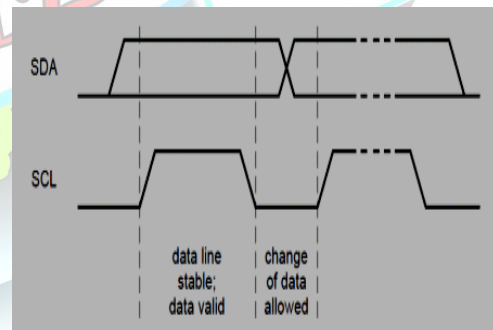 SDA
SCL
data line
stable;
data valid
change
of data
allowed